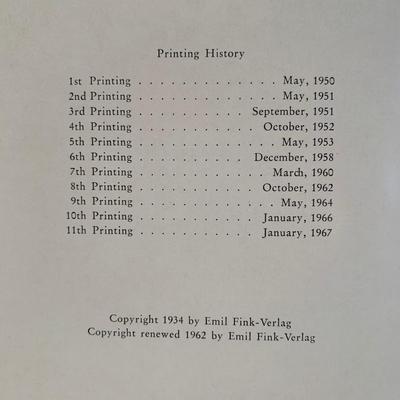 Printing History
1st Printing . . . . . . . . . . . . . May, 1950
2nd Printing . . . . . . . . . . . . . May, 1951
3rd Printing . . . . . . . . . . September, 1951
4th Printing . . . . . . . . . . . October, 1952
5th Printing . . . . . . . . . . . . . May, 1953
6th Printing . . . . . . . . . . December, 1958
7th Printing . . . . . . . . . . . . March, 1960
8th Printing . . . . . . . . . . . October, 1962
9th Printing . . . . . . . . . . . . . May, 1964
10th Printing . . . . . . . . . . . January, 1966
11th Printing . . . . . . . . . . . January, 1967
Copyright 1934 by Emil Fink-Verlag
Copyright renewed 1962 by Emil Fink-Verlag